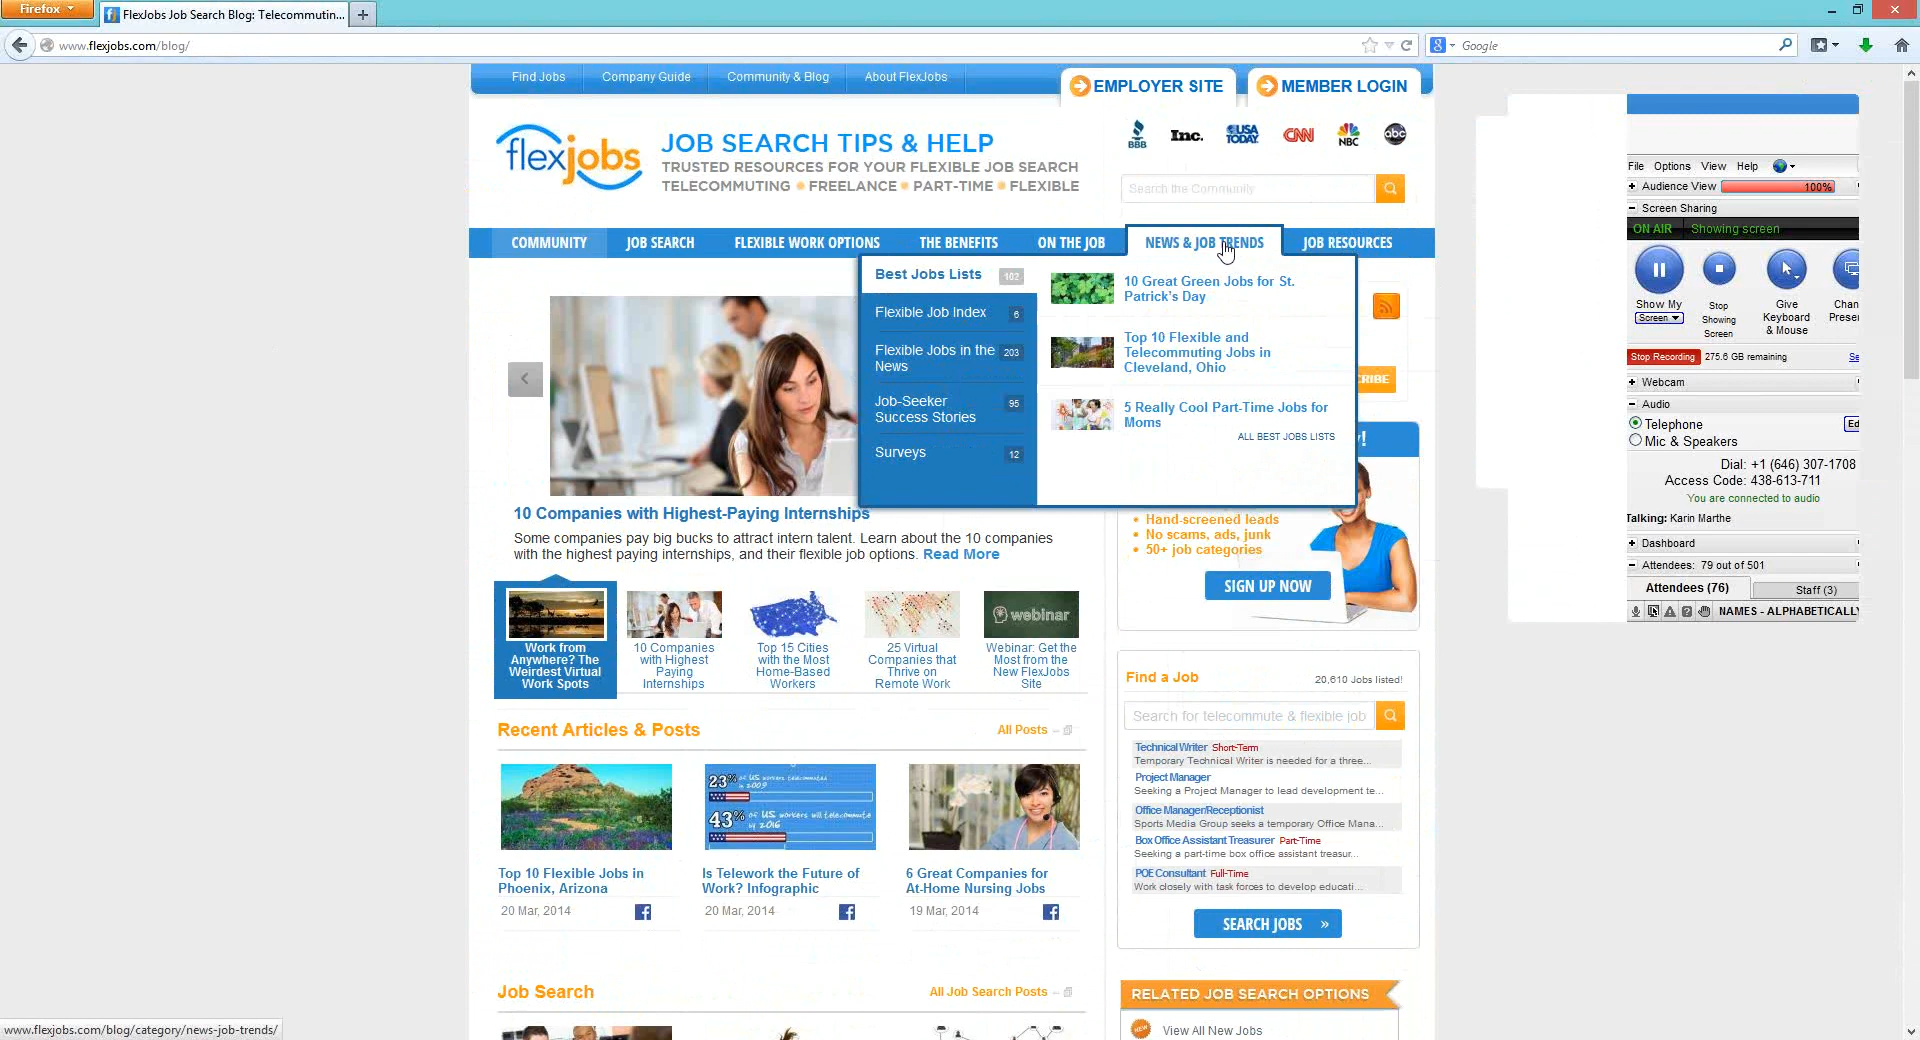 Firefox
FlexJobs Job Search Blog: Telecommutin...
www.flexjobs.com/blog/
Google
Find Jobs
Company Guide
Community & Blog
About FlexJobs
EMPLOYER SITE
MEMBER LOGIN
flexjobs
JOB SEARCH TIPS & HELP
TRUSTED RESOURCES FOR YOUR FLEXIBLE JOB SEARCH
TELECOMMUTING FREELANCE PART-TIME FLEXIBLE
BBB
Inc.
USA TODAY
CNN
NBC
abc
Search the Community
COMMUNITY
JOB SEARCH
FLEXIBLE WORK OPTIONS
THE BENEFITS
ON THE JOB
NEWS & JOB TRENDS
JOB RESOURCES
Best Jobs Lists 102
Flexible Job Index 6
Flexible Jobs in the
News
203
Job-Seeker
Success Stories
95
Surveys 12
10 Great Green Jobs for St.
Patrick's Day
Top 10 Flexible and
Telecommuting Jobs in
Cleveland, Ohio
5 Really Cool Part-Time Jobs for
Moms
ALL BEST JOBS LISTS
RIBE
y!
10 Companies with Highest-Paying Internships
Some companies pay big bucks to attract intern talent. Learn about the 10 companies
with the highest paying internships, and their flexible job options. Read More
Work from
Anywhere? The
Weirdest Virtual
Work Spots
10 Companies
with Highest
Paying
Internships
Top 15 Cities
with the Most
Home-Based
Workers
25 Virtual
Companies that
Thrive on
Remote Work
webinar
Webinar: Get the
Most from the
New FlexJobs
Site
Recent Articles & Posts
All Posts
23% of US workers telecommuted
in 2009
43% of US workers will telecommute
by 2016
Top 10 Flexible Jobs in
Phoenix, Arizona
20 Mar, 2014
Is Telework the Future of
Work? Infographic
20 Mar, 2014
6 Great Companies for
At-Home Nursing Jobs
19 Mar, 2014
Job Search
All Job Search Posts
• Hand-screened leads
• No scams, ads, junk
• 50+ job categories
SIGN UP NOW
Find a Job
20,610 Jobs listed!
Search for telecommute & flexible job
Technical Writer Short-Term
Temporary Technical Writer is needed for a three...
Project Manager
Seeking a Project Manager to lead development te...
Office Manager/Receptionist
Sports Media Group seeks a temporary Office Mana...
Box Office Assistant Treasurer Part-Time
Seeking a part-time box office assistant treasur...
POE Consultant Full-Time
Work closely with task forces to develop educati...
SEARCH JOBS »
RELATED JOB SEARCH OPTIONS
NEW
View All New Jobs
File Options View Help
Audience View 100%
Screen Sharing
ON AIR Showing screen
Show My
Screen
Stop
Showing
Screen
Give
Keyboard
& Mouse
Chan
Prese
Stop Recording 275.6 GB remaining Se
Webcam
Audio
Telephone Ed
Mic & Speakers
Dial: +1 (646) 307-1708
Access Code: 438-613-711
You are connected to audio
Talking: Karin Marthe
Dashboard
Attendees: 79 out of 501
Attendees (76)
Staff (3)
NAMES - ALPHABETICALLY
www.flexjobs.com/blog/category/news-job-trends/